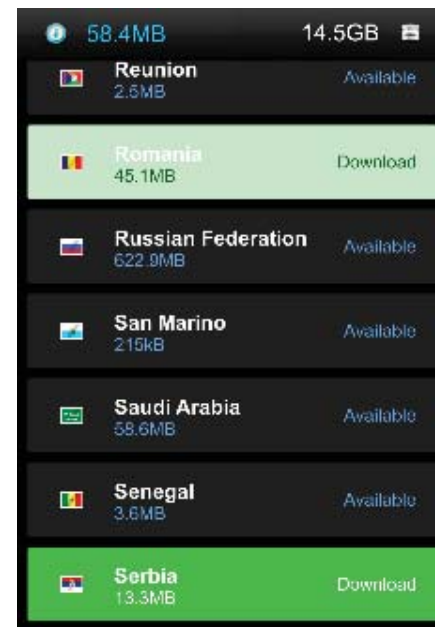 58.4MB 14.5GB
Reunion
Available
2.5MB
Romania
Download
45.1MB
Russian Federation
Available
622.9MB
San Marino
Available
215kB
Saudi Arabia
Available
58.6MB
Senegal
Available
3.6MB
Serbia
Download
13.3MB